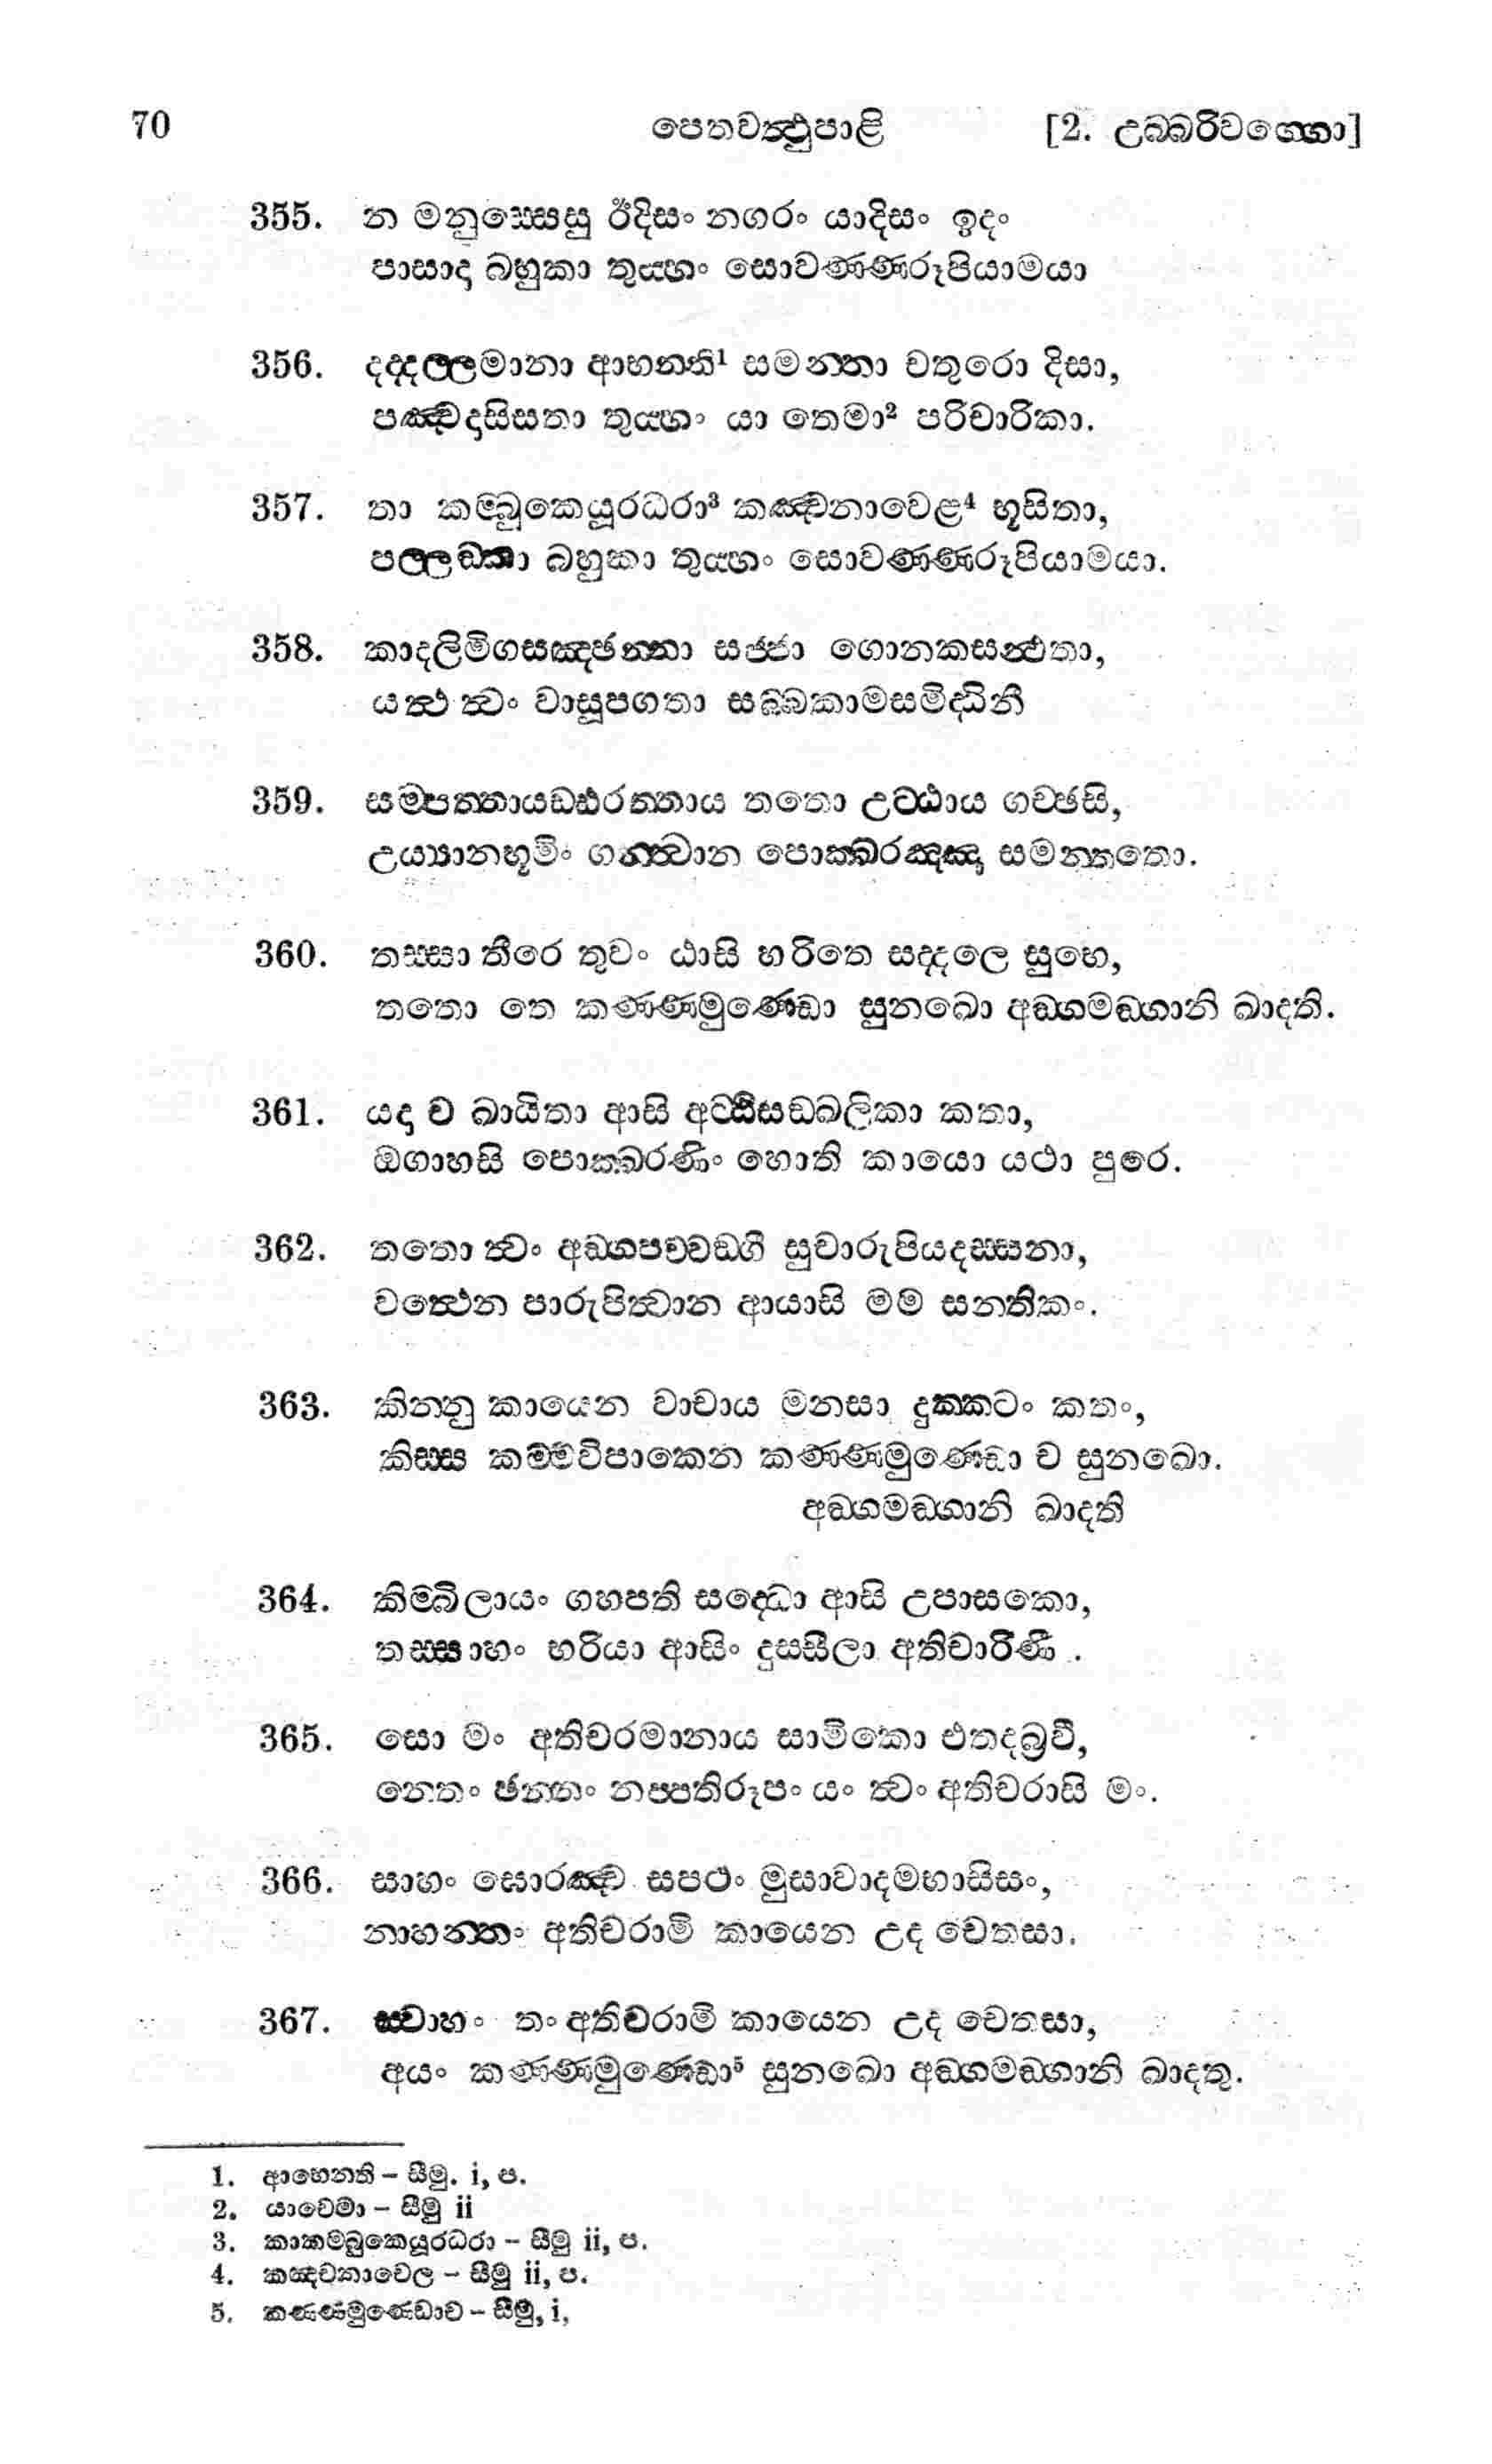 70 පෙතවත්‍ථුපාළි [2. උබ්බරිවග්ගො]
355. න මනුස්සෙසු ඊදිසං නගරං යාදිසං ඉදං
පාසාදා බහුකා තුය්හං සොවණ්ණරූපියාමයා
356. දද්දල්ලමානා ආභන්ති¹ සමන්තා චතුරො දිසා,
පඤ්චදාසිසතා තුය්හං යා තෙමා² පරිචාරිකා.
357. තා කම්බුකෙයූරධරා³ කඤ්චනාවෙළ⁴ භූසිතා,
පල්ලඞ්කා බහුකා තුය්හං සොවණ්ණරූපියාමයා.
358. කාදලිමිගසඤ්ඡන්නා සජ්ජා ගොනකසන්‍ථතා,
යත්‍ථ ත්‍වං වාසූපගතා සබ්බකාමසමිද්ධිනී
359. සම්පත්තායඩ්ඪරත්තාය තතො උට්ඨාය ගච්ඡසි,
උය්‍යානභූමිං ගන්ත්‍වාන පොක්ඛරඤ්ඤා සමන්තතො.
360. තස්සා තීරෙ තුවං ඨාසි හරිතෙ සද්දලෙ සුභෙ,
තතො තෙ කණ්ණමුණ්ඩො සුනඛො අඞ්ගමඞ්ගානි ඛාදති.
361. යදා ච ඛායිතා ආසි අට්ඨිසඞ්ඛලිකා කතා,
ඔගාහසි පොක්ඛරණිං හොති කායො යථා පුරෙ.
362. තතො ත්‍වං අඞ්ගපච්චඞ්ගී සුචාරුපියදස්සනා,
වත්‍ථෙන පාරුපිත්‍වාන ආයාසි මම සන්තිකං.
363. කින්නු කායෙන වාචාය මනසා දුක්කටං කතං,
කිස්ස කම්මවිපාකෙන කණ්ණමුණ්ඩො ච සුනඛො.
අඞ්ගමඞ්ගානි ඛාදති
364. කිම්බිලායං ගහපති සද්ධො ආසි උපාසකො,
තස්සාහං භරියා ආසිං දුස්සීලා අතිචාරිණී .
365. සො මං අතිචරමානාය සාමිකො එතදබ්‍රවී,
නෙතං ඡන්නං නප්පතිරූපං යං ත්‍වං අතිචරාසි මං.
366. සාහං ඝොරඤ්ච සපථං මුසාවාදමභාසිසං,
නාහන්තං අතිචරාමි කායෙන උද චෙතසා.
367. ස්වාහං තං අතිචරාමි කායෙන උද චෙතසා,
අයං කණ්ණමුණ්ඩො⁵ සුනඛො අඞ්ගමඞ්ගානි ඛාදතු.
1. ආභෙන්ති – සීමු. i, ප.
2. යාචෙමා – සීමු ii
3. කාකම්බුකෙයූරධරා – සීමු ii, ප.
4. කඤ්චනාචෙල – සීමු ii, ප.
5. කණ්ණමුණ්ඩොච – සීමු, i,